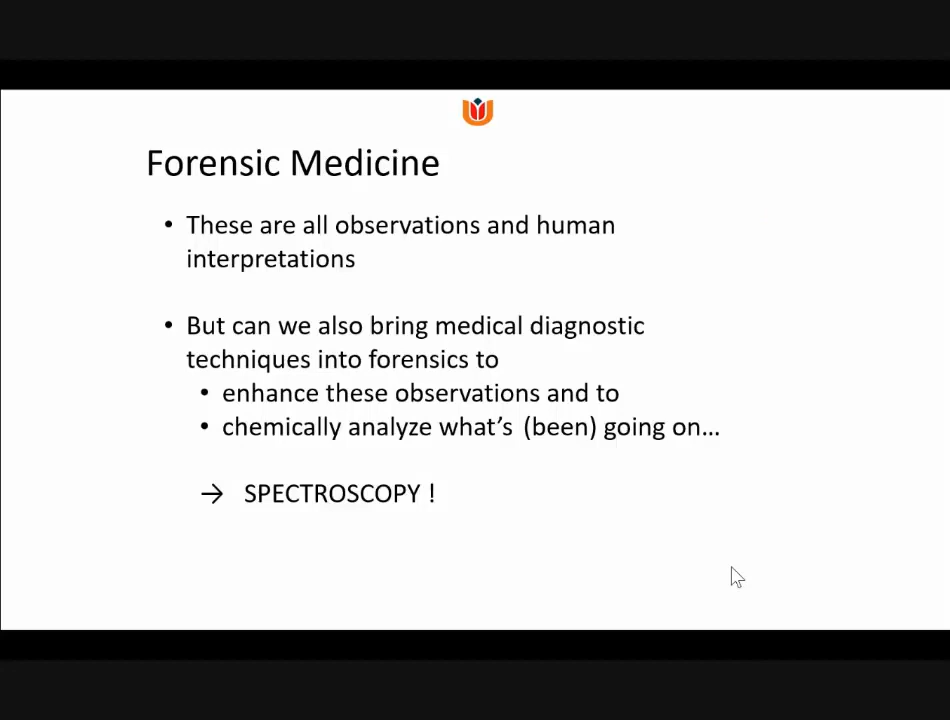 Forensic Medicine
• These are all observations and human
interpretations
• But can we also bring medical diagnostic
techniques into forensics to
• enhance these observations and to
• chemically analyze what’s (been) going on...
→ SPECTROSCOPY !